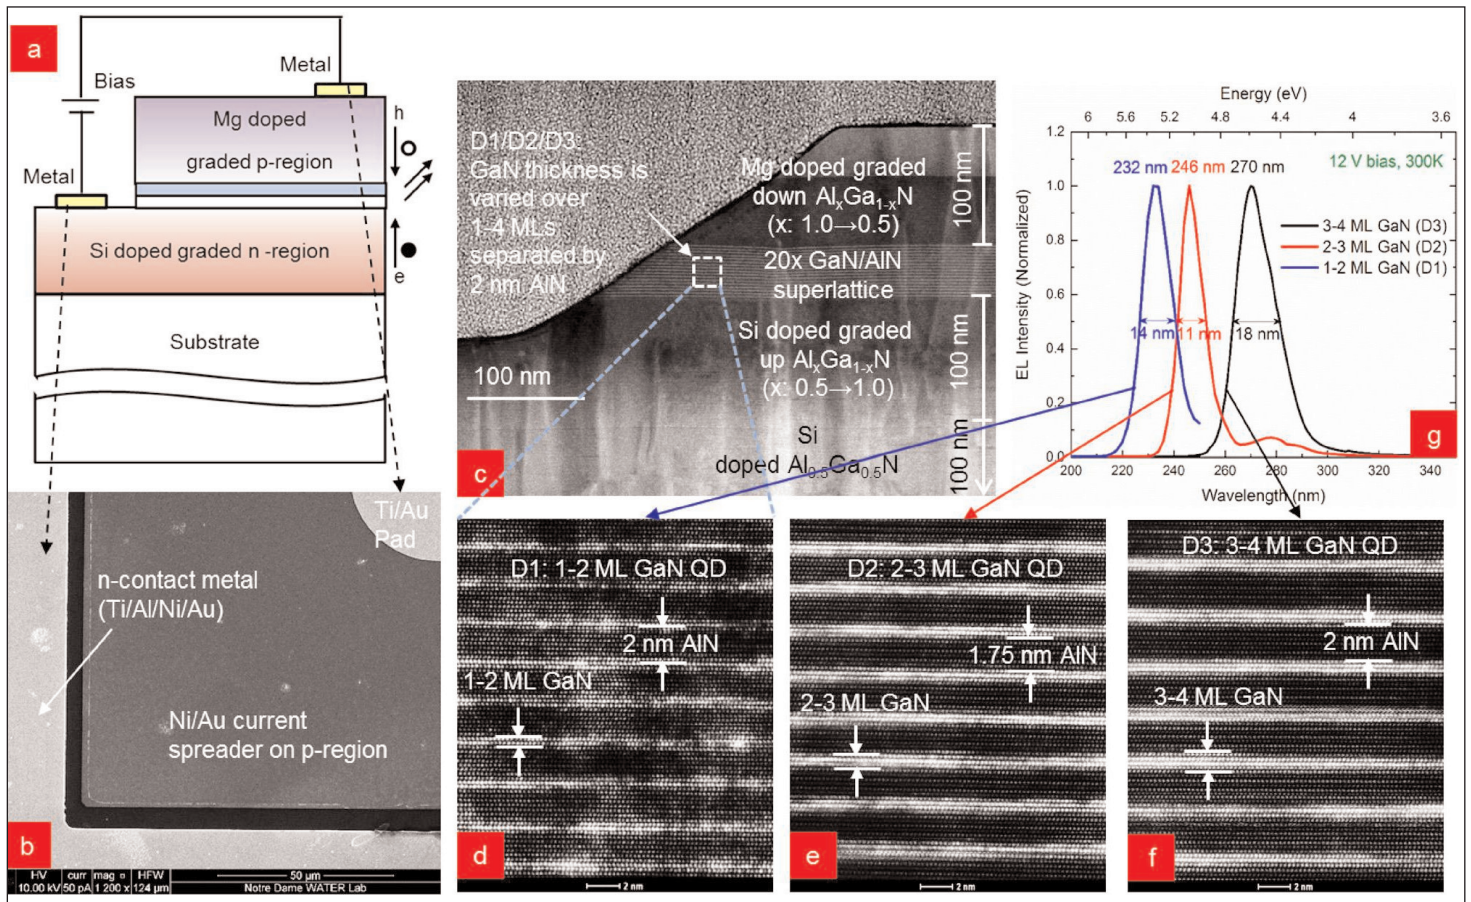 a
Bias
Metal
Mg doped
graded p-region
h
Metal
Si doped graded n -region
e
Substrate
b
Ti/Au
Pad
n-contact metal
(Ti/Al/Ni/Au)
Ni/Au current
spreader on p-region
HV curr mag HFW
10.00 kV 50 pA 1 200 x 124 µm
50 µm
Notre Dame WATER Lab
c
D1/D2/D3:
GaN thickness is
varied over
1-4 MLs
separated by
2 nm AlN
Mg doped graded
down AlxGa1-xN
(x: 1.0→0.5)
100 nm
20x GaN/AlN
superlattice
Si doped graded
up AlxGa1-xN
(x: 0.5→1.0)
100 nm
100 nm
Si
doped Al0.5Ga0.5N
100 nm
g
Energy (eV)
6 5.6 5.2 4.8 4.4 4 3.6
232 nm 246 nm 270 nm
12 V bias, 300K
3-4 ML GaN (D3)
2-3 ML GaN (D2)
1-2 ML GaN (D1)
14 nm 11 nm 18 nm
EL Intensity (Normalized)
1.2
1.0
0.8
0.6
0.4
0.2
0.0
200 220 240 260 280 300 320 340
Wavelength (nm)
d
D1: 1-2 ML GaN QD
2 nm AlN
1-2 ML GaN
2 nm
e
D2: 2-3 ML GaN QD
1.75 nm AlN
2-3 ML GaN
2 nm
f
D3: 3-4 ML GaN QD
2 nm AlN
3-4 ML GaN
2 nm